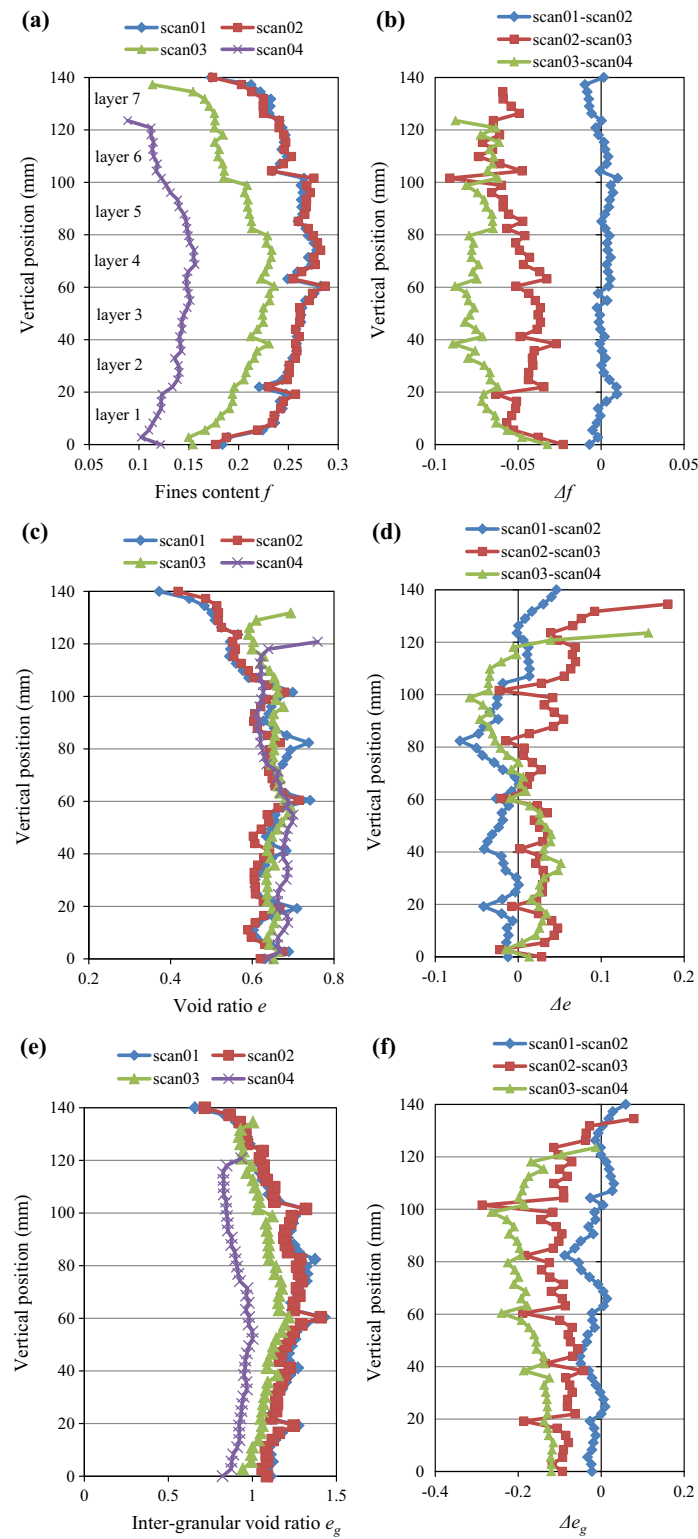 (a)
scan01 scan02
scan03 scan04
Vertical position (mm)
140
120
100
80
60
40
20
0
layer 7
layer 6
layer 5
layer 4
layer 3
layer 2
layer 1
0.05 0.1 0.15 0.2 0.25 0.3
Fines content f
(b)
scan01-scan02
scan02-scan03
scan03-scan04
Vertical position (mm)
140
120
100
80
60
40
20
0
-0.1 -0.05 0 0.05
Δf
(c)
scan01 scan02
scan03 scan04
Vertical position (mm)
140
120
100
80
60
40
20
0
0.2 0.4 0.6 0.8
Void ratio e
(d)
scan01-scan02
scan02-scan03
scan03-scan04
Vertical position (mm)
140
120
100
80
60
40
20
0
-0.1 0 0.1 0.2
Δe
(e)
scan01 scan02
scan03 scan04
Vertical position (mm)
140
120
100
80
60
40
20
0
0 0.5 1 1.5
Inter-granular void ratio eg
(f)
scan01-scan02
scan02-scan03
scan03-scan04
Vertical position (mm)
140
120
100
80
60
40
20
0
-0.4 -0.2 0 0.2
Δeg